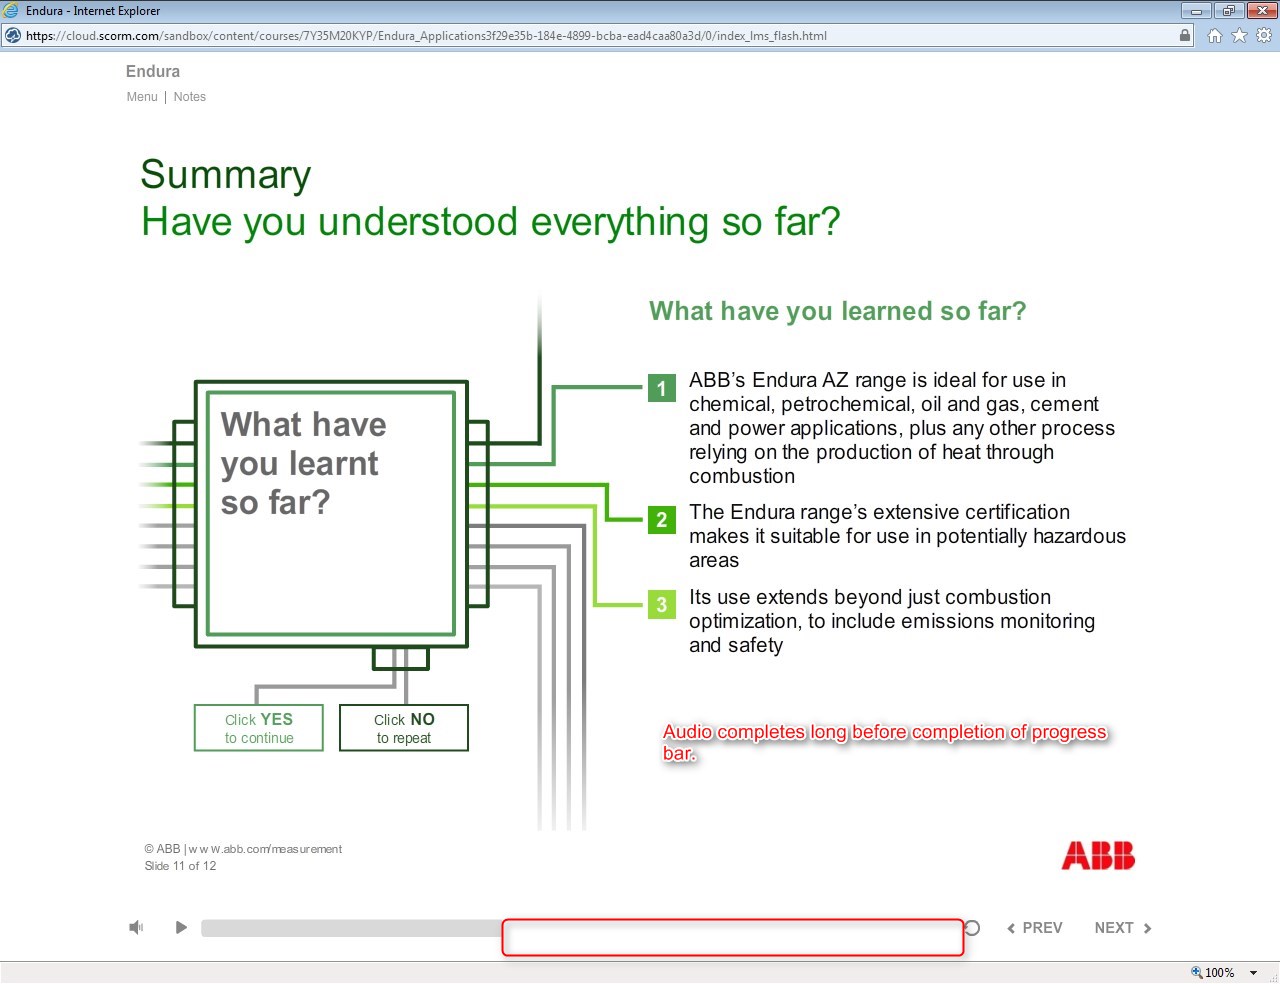 Endura - Internet Explorer
https://cloud.scorm.com/sandbox/content/courses/7Y35M20KYP/Endura_Applications3f29e35b-184e-4899-bcba-ead4caa80a3d/0/index_lms_flash.html
Endura
Menu | Notes
Summary
Have you understood everything so far?
What have
you learnt
so far?
Click YES
to continue
Click NO
to repeat
What have you learned so far?
1 ABB’s Endura AZ range is ideal for use in
chemical, petrochemical, oil and gas, cement
and power applications, plus any other process
relying on the production of heat through
combustion
2 The Endura range’s extensive certification
makes it suitable for use in potentially hazardous
areas
3 Its use extends beyond just combustion
optimization, to include emissions monitoring
and safety
Audio completes long before completion of progress
bar.
© ABB | www.abb.com/measurement
Slide 11 of 12
ABB
PREV
NEXT
100%